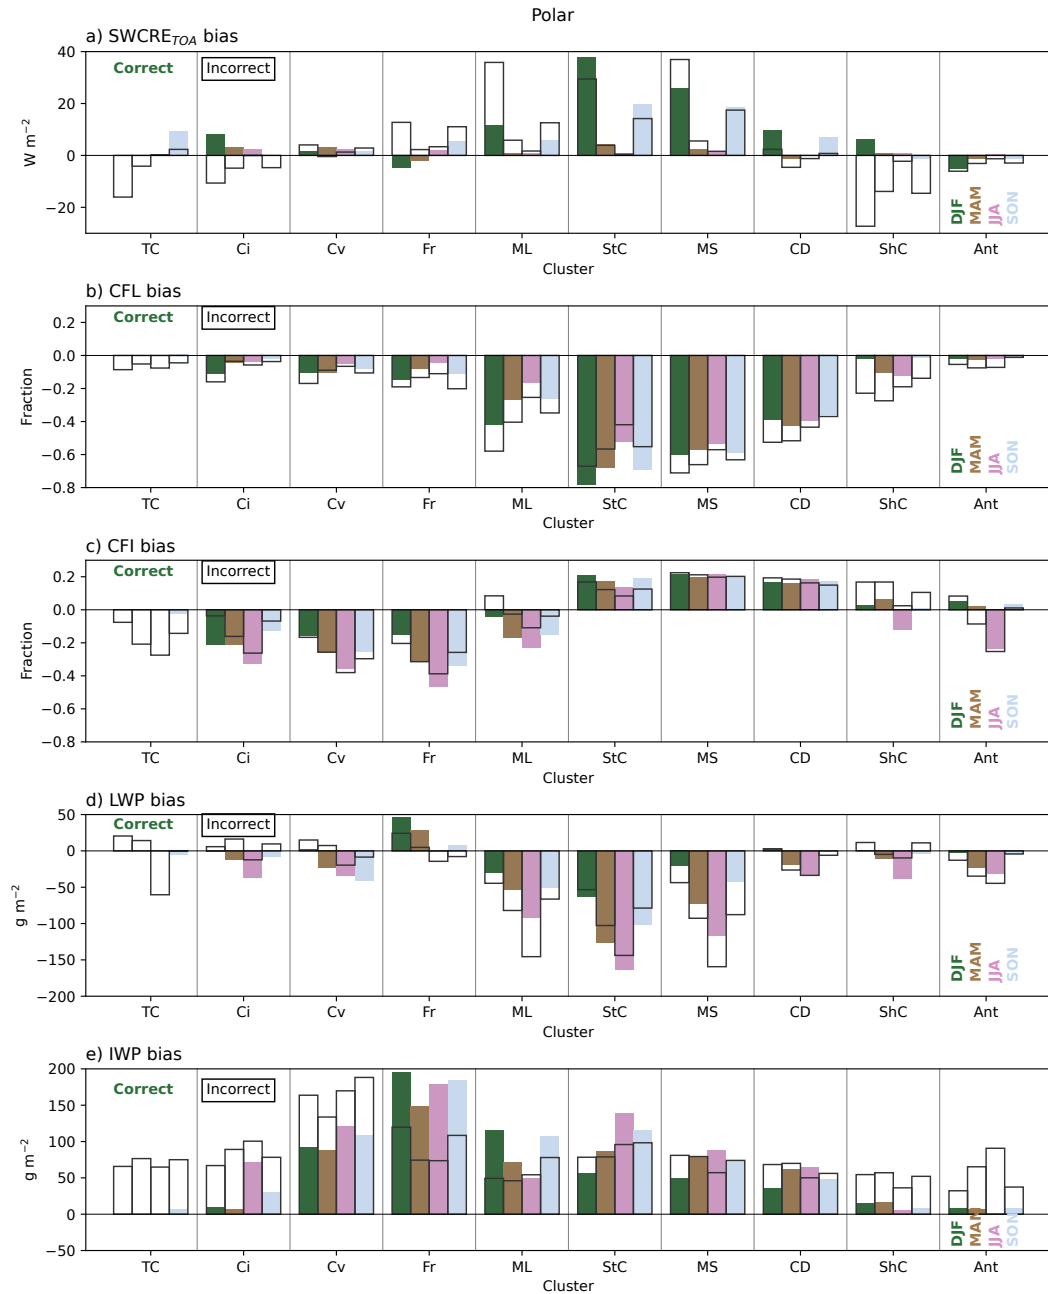 Polar
a) SWCRE_TOA bias
Correct Incorrect
40
20
0
−20
W m⁻²
DJF
MAM
JJA
SON
TC Ci Cv Fr ML StC MS CD ShC Ant
Cluster
b) CFL bias
Correct Incorrect
0.2
0.0
−0.2
−0.4
−0.6
−0.8
Fraction
DJF
MAM
JJA
SON
TC Ci Cv Fr ML StC MS CD ShC Ant
Cluster
c) CFI bias
Correct Incorrect
0.2
0.0
−0.2
−0.4
−0.6
−0.8
Fraction
DJF
MAM
JJA
SON
TC Ci Cv Fr ML StC MS CD ShC Ant
Cluster
d) LWP bias
Correct Incorrect
50
0
−50
−100
−150
−200
g m⁻²
DJF
MAM
JJA
SON
TC Ci Cv Fr ML StC MS CD ShC Ant
Cluster
e) IWP bias
Correct Incorrect
200
150
100
50
0
−50
g m⁻²
DJF
MAM
JJA
SON
TC Ci Cv Fr ML StC MS CD ShC Ant
Cluster